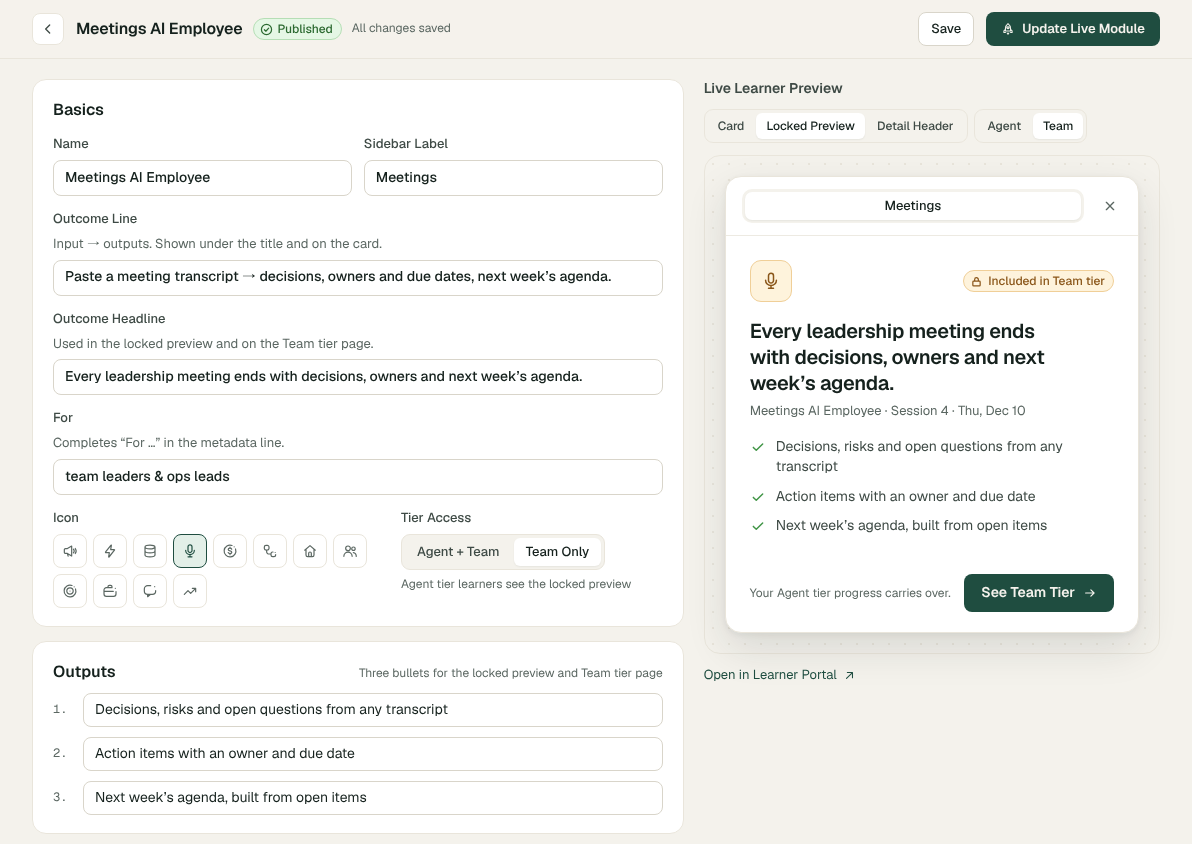 Meetings AI Employee
Published
All changes saved
Save
Update Live Module
Basics
Name
Sidebar Label
Meetings AI Employee
Meetings
Outcome Line
Input → outputs. Shown under the title and on the card.
Paste a meeting transcript → decisions, owners and due dates, next week’s agenda.
Outcome Headline
Used in the locked preview and on the Team tier page.
Every leadership meeting ends with decisions, owners and next week’s agenda.
For
Completes “For …” in the metadata line.
team leaders & ops leads
Icon
Tier Access
Agent + Team
Team Only
Agent tier learners see the locked preview
Outputs
Three bullets for the locked preview and Team tier page
1.
Decisions, risks and open questions from any transcript
2.
Action items with an owner and due date
3.
Next week’s agenda, built from open items
Live Learner Preview
Card
Locked Preview
Detail Header
Agent
Team
Meetings
Included in Team tier
Every leadership meeting ends
with decisions, owners and next
week’s agenda.
Meetings AI Employee · Session 4 · Thu, Dec 10
Decisions, risks and open questions from any
transcript
Action items with an owner and due date
Next week’s agenda, built from open items
Your Agent tier progress carries over.
See Team Tier →
Open in Learner Portal ↗